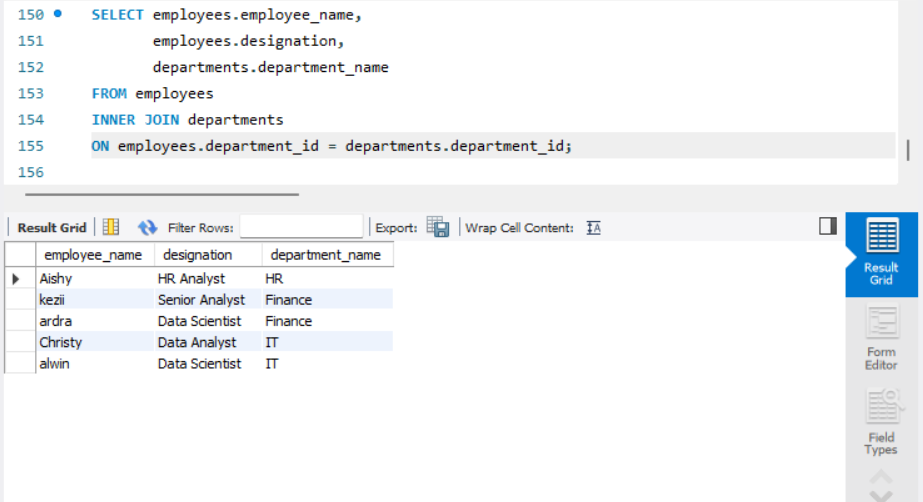 150 SELECT employees.employee_name,
151 employees.designation,
152 departments.department_name
153 FROM employees
154 INNER JOIN departments
155 ON employees.department_id = departments.department_id;
156
Result Grid Filter Rows: Export: Wrap Cell Content: IA
employee_name designation department_name
Aishy HR Analyst HR
kezii Senior Analyst Finance
ardra Data Scientist Finance
Christy Data Analyst IT
alwin Data Scientist IT
Result
Grid
Form
Editor
Field
Types